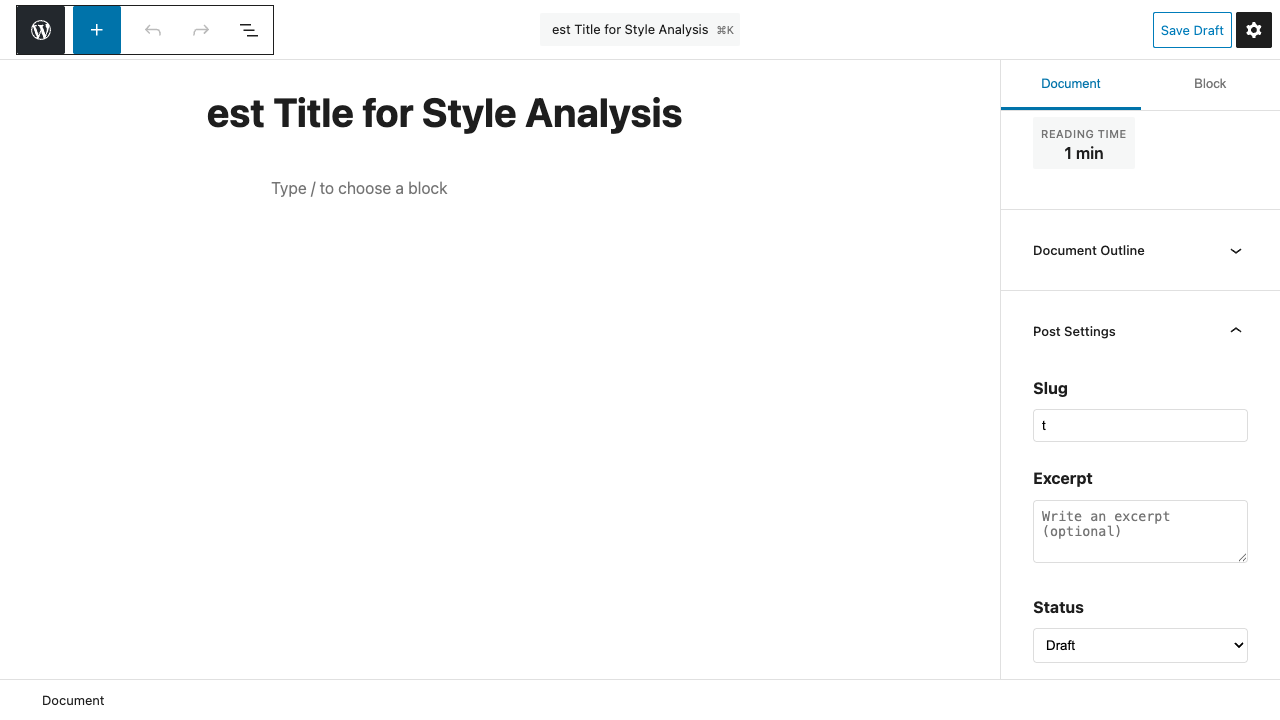 est Title for Style Analysis ⌘K
Save Draft
est Title for Style Analysis
Type / to choose a block
Document Block
READING TIME
1 min
Document Outline
Post Settings
Slug
t
Excerpt
Write an excerpt
(optional)
Status
Draft
Document